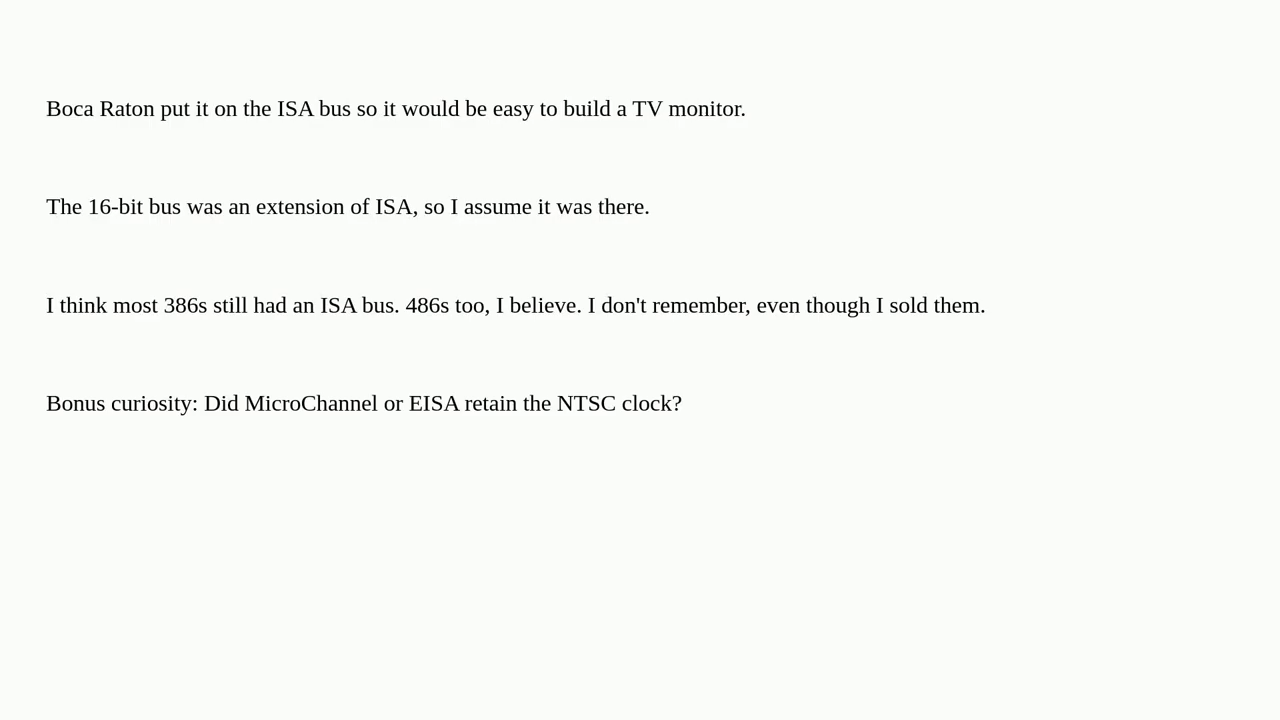 Boca Raton put it on the ISA bus so it would be easy to build a TV monitor.
The 16-bit bus was an extension of ISA, so I assume it was there.
I think most 386s still had an ISA bus. 486s too, I believe. I don't remember, even though I sold them.
Bonus curiosity: Did MicroChannel or EISA retain the NTSC clock?